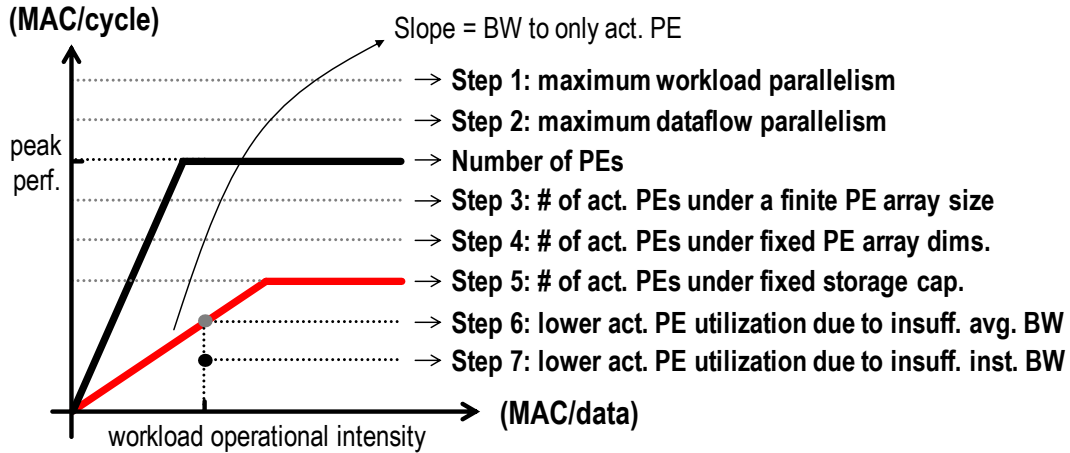 (MAC/cycle)
Slope = BW to only act. PE
Step 1: maximum workload parallelism
Step 2: maximum dataflow parallelism
peak
perf.
Number of PEs
Step 3: # of act. PEs under a finite PE array size
Step 4: # of act. PEs under fixed PE array dims.
Step 5: # of act. PEs under fixed storage cap.
Step 6: lower act. PE utilization due to insuff. avg. BW
Step 7: lower act. PE utilization due to insuff. inst. BW
(MAC/data)
workload operational intensity